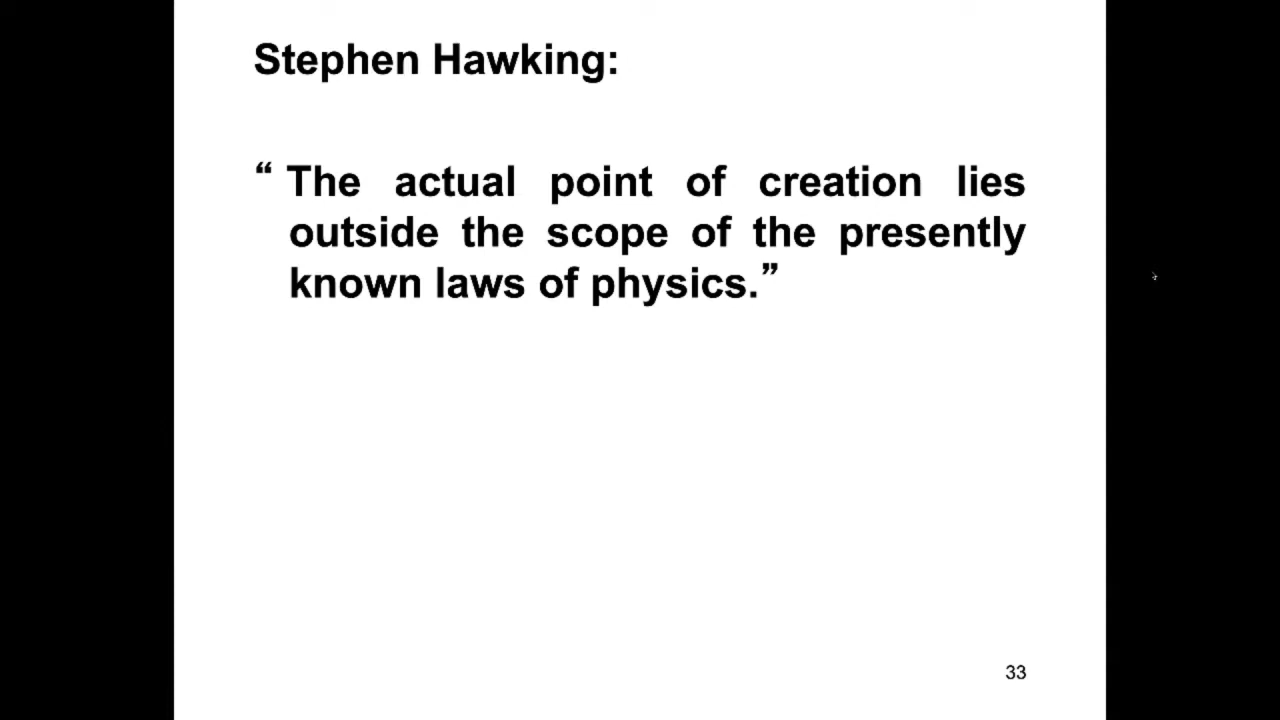 Stephen Hawking:
“ The actual point of creation lies
outside the scope of the presently
known laws of physics.”
33